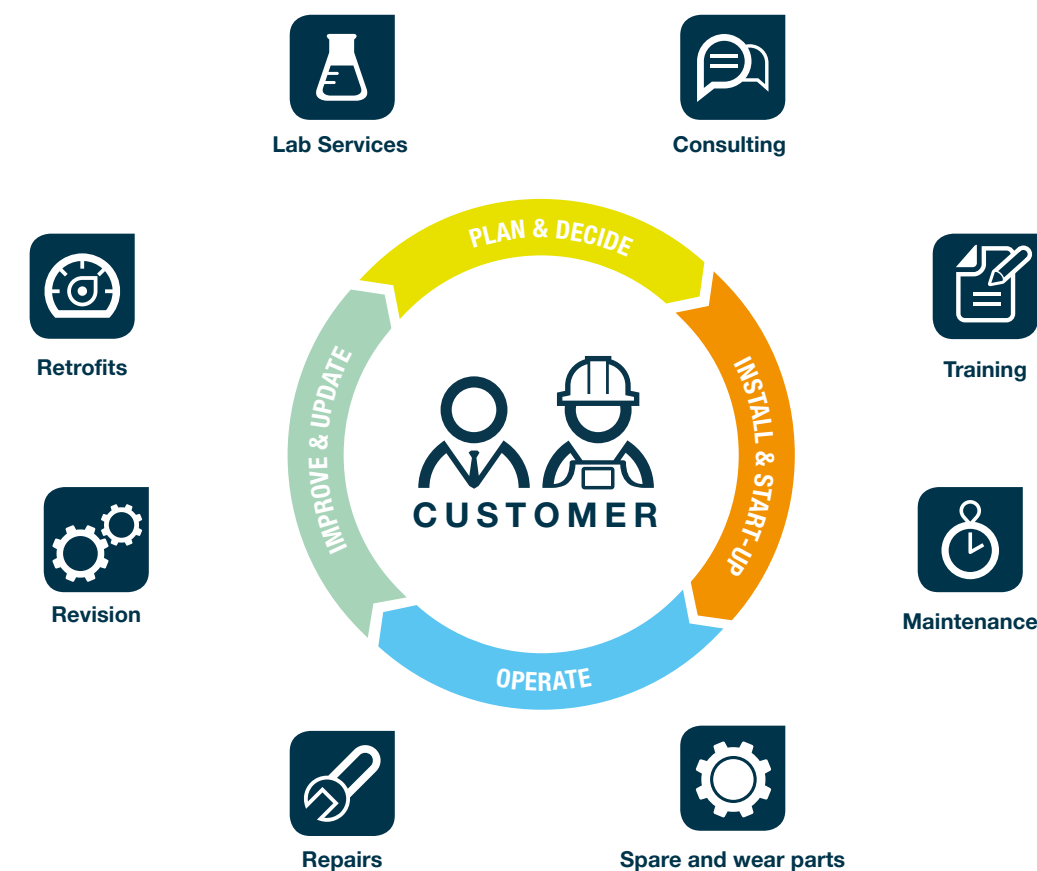 Lab Services
Consulting
PLAN & DECIDE
Retrofits
Training
IMPROVE & UPDATE
INSTALL & START-UP
CUSTOMER
Revision
Maintenance
OPERATE
Repairs
Spare and wear parts